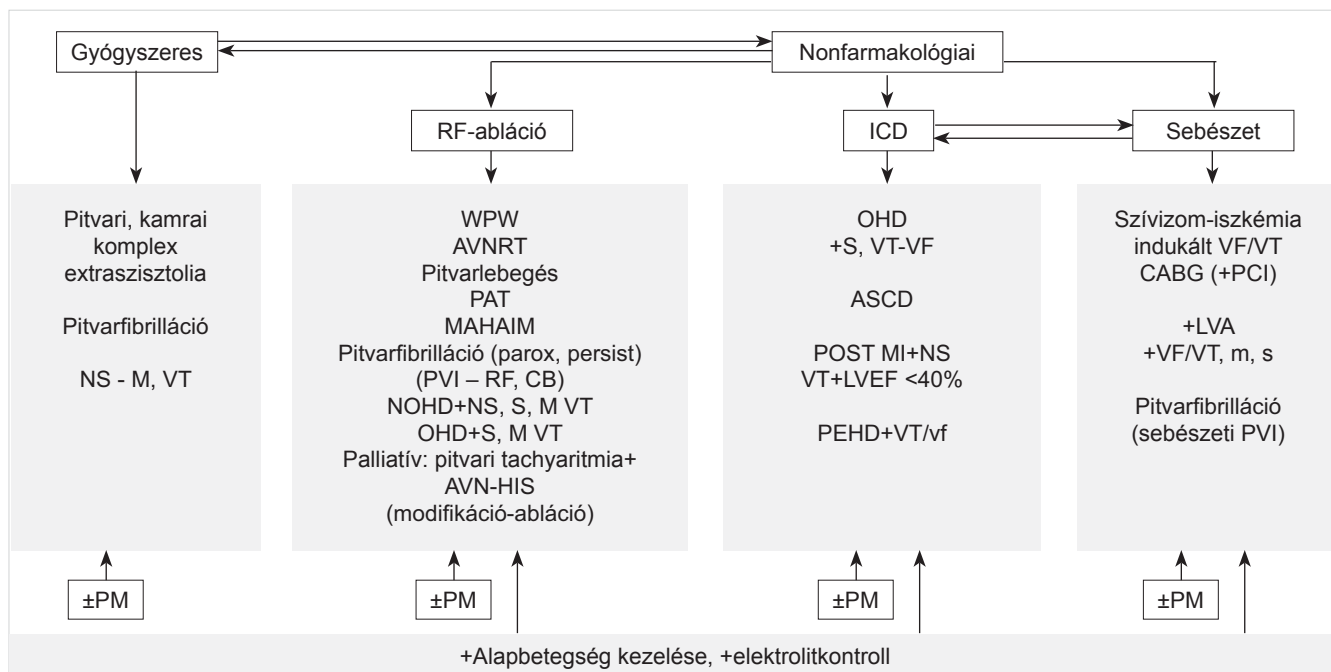 Gyógyszeres
Nonfarmakológiai
RF-abláció
ICD
Sebészet
Pitvari, kamrai
komplex
extraszisztolia
Pitvarfibrilláció
NS - M, VT
WPW
AVNRT
Pitvarlebegés
PAT
MAHAIM
Pitvarfibrilláció (parox, persist)
(PVI – RF, CB)
NOHD+NS, S, M VT
OHD+S, M VT
Palliatív: pitvari tachyaritmia+
AVN-HIS
(modifikáció-abláció)
OHD
+S, VT-VF
ASCD
POST MI+NS
VT+LVEF <40%
PEHD+VT/vf
Szívizom-iszkémia
indukált VF/VT
CABG (+PCI)
+LVA
+VF/VT, m, s
Pitvarfibrilláció
(sebészeti PVI)
±PM
±PM
±PM
±PM
+Alapbetegség kezelése, +elektrolitkontroll